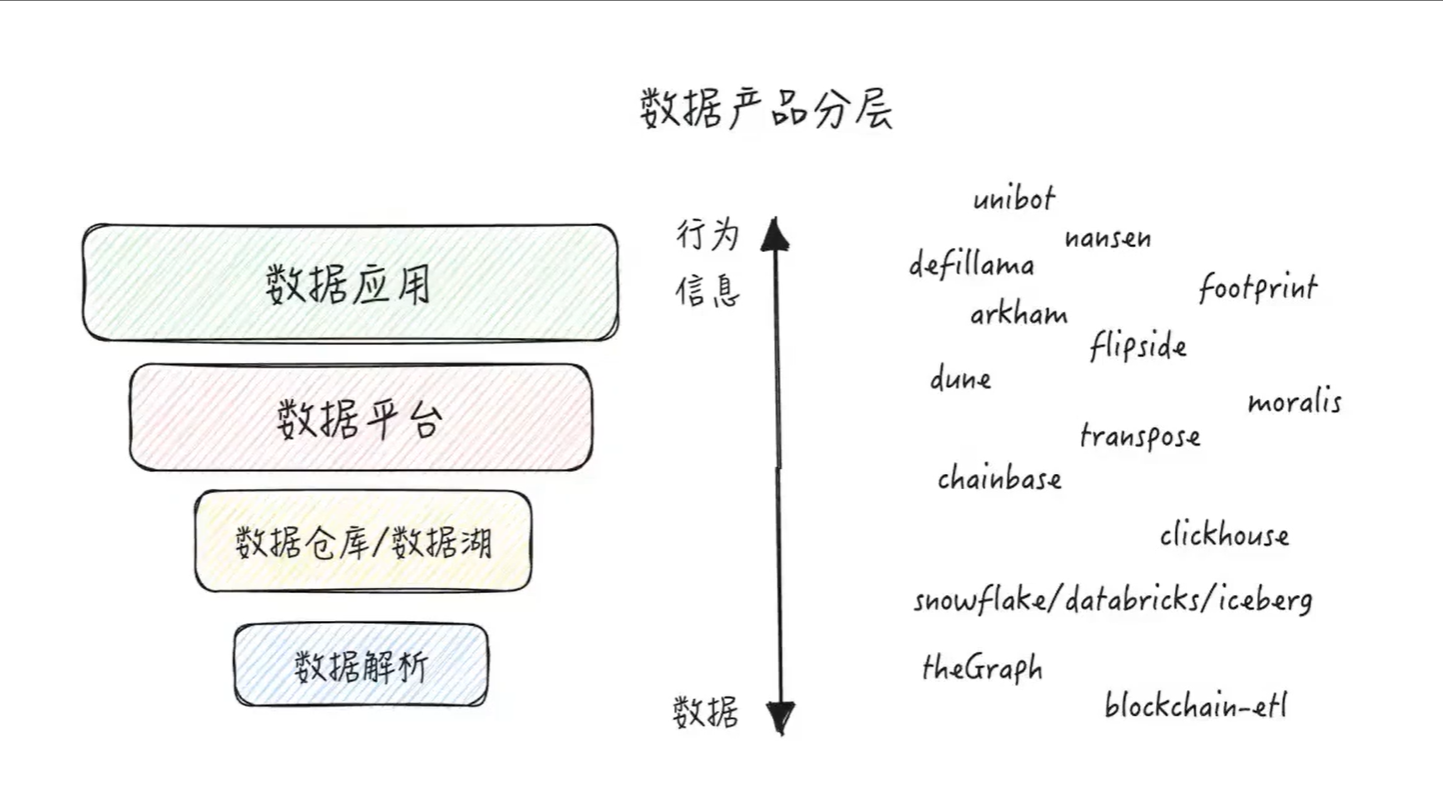 数据产品分层
数据应用
数据平台
数据仓库/数据湖
数据解析
行为
信息
数据
unibot
nansen
defillama
footprint
arkham
flipside
dune
moralis
transpose
chainbase
clickhouse
snowflake/databricks/iceberg
theGraph
blockchain-etl